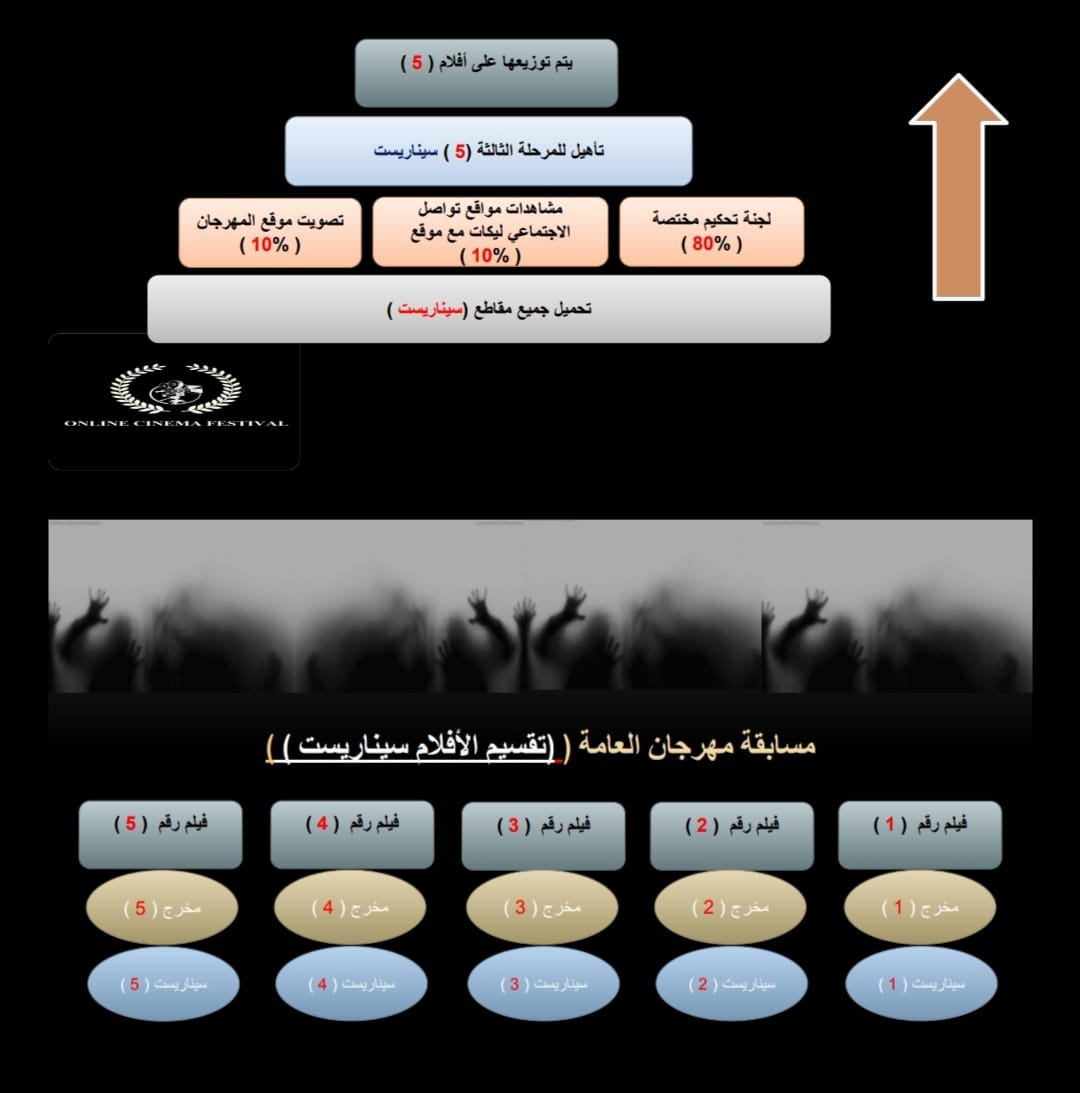 يتم توزيعها على أفلام ( 5 )
تأهيل للمرحلة الثالثة (5 ) سيناريست
لجنة تحكيم مختصة
( 80% )
مشاهدات مواقع تواصل
الاجتماعي ليكات مع موقع
( 10% )
تصويت موقع المهرجان
( 10% )
تحميل جميع مقاطع (سيناريست )
ONLINE CINEMA FESTIVAL
مسابقة مهرجان العامة ( (تقسيم الأفلام سيناريست ) )
فيلم رقم ( 1 )
فيلم رقم ( 2 )
فيلم رقم ( 3 )
فيلم رقم ( 4 )
فيلم رقم ( 5 )
مخرج ( 1 )
مخرج ( 2 )
مخرج ( 3 )
مخرج ( 4 )
مخرج ( 5 )
سيناريست ( 1 )
سيناريست ( 2 )
سيناريست ( 3 )
سيناريست ( 4 )
سيناريست ( 5 )